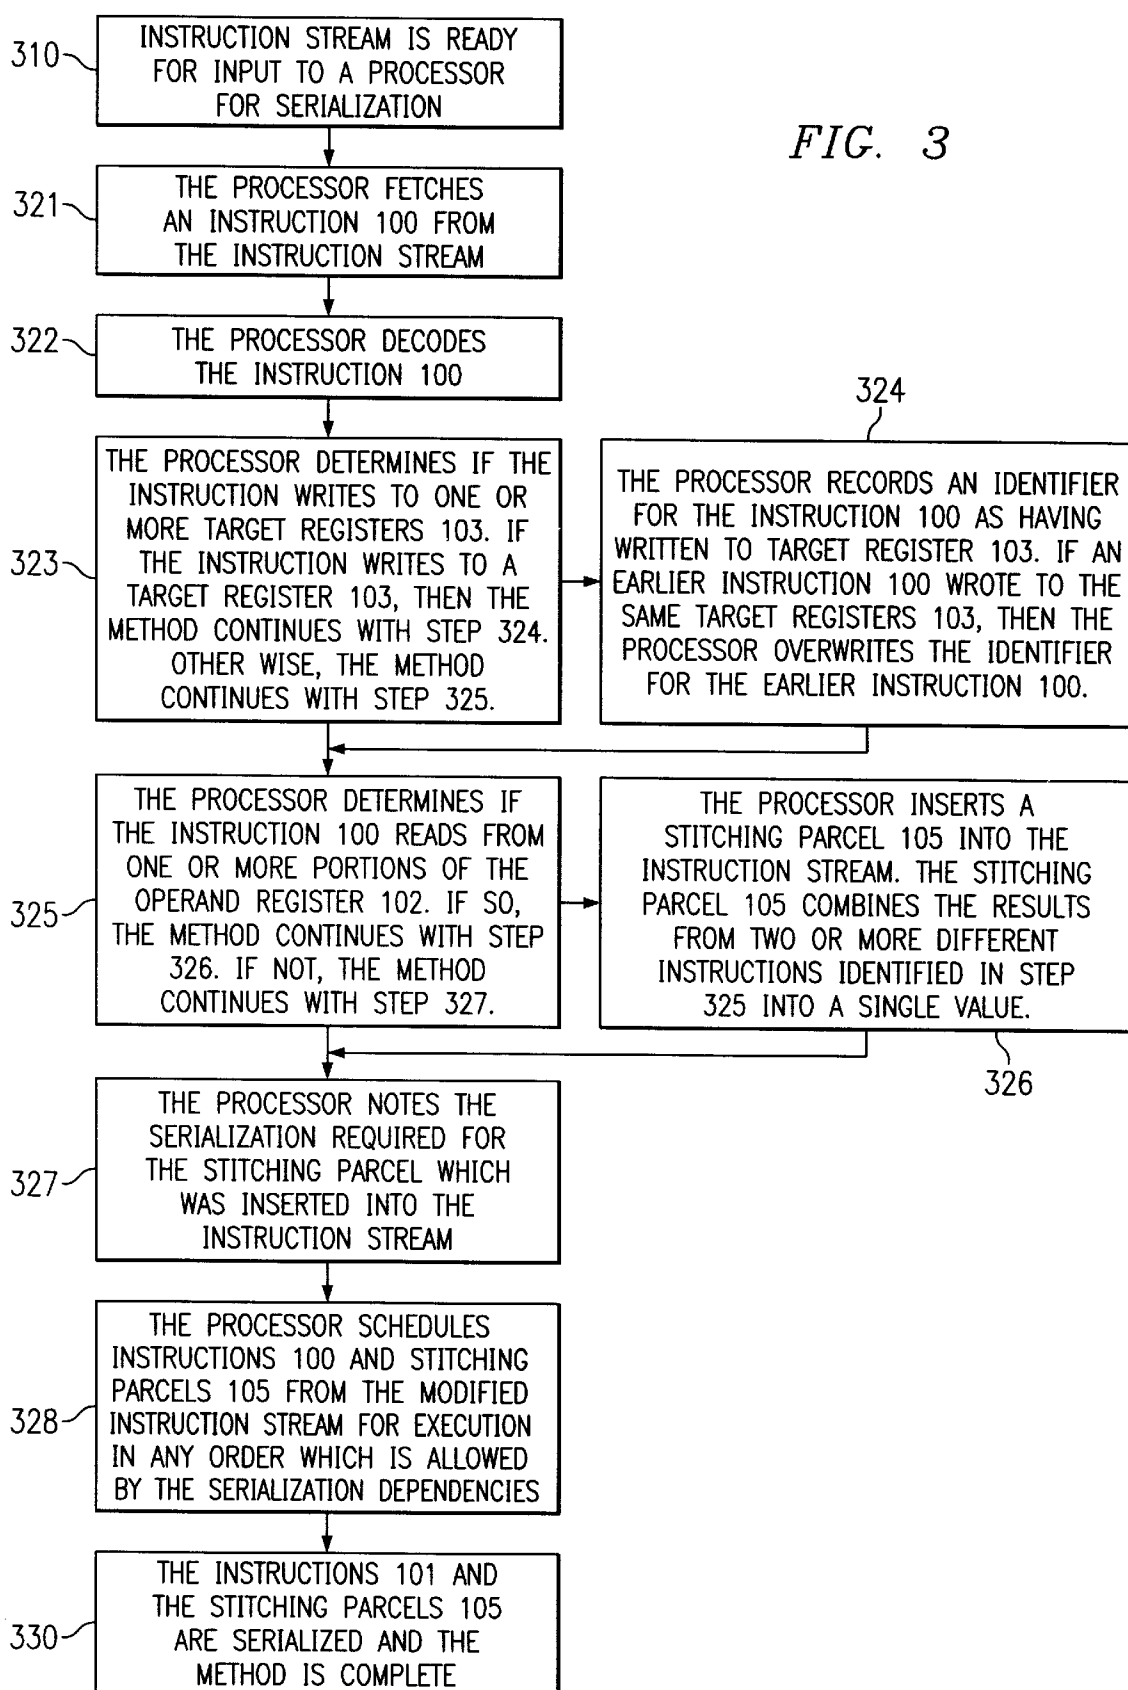 310
INSTRUCTION STREAM IS READY
FOR INPUT TO A PROCESSOR
FOR SERIALIZATION
FIG. 3
321
THE PROCESSOR FETCHES
AN INSTRUCTION 100 FROM
THE INSTRUCTION STREAM
322
THE PROCESSOR DECODES
THE INSTRUCTION 100
323
THE PROCESSOR DETERMINES IF THE
INSTRUCTION WRITES TO ONE OR
MORE TARGET REGISTERS 103. IF
THE INSTRUCTION WRITES TO A
TARGET REGISTER 103, THEN THE
METHOD CONTINUES WITH STEP 324.
OTHER WISE, THE METHOD
CONTINUES WITH STEP 325.
324
THE PROCESSOR RECORDS AN IDENTIFIER
FOR THE INSTRUCTION 100 AS HAVING
WRITTEN TO TARGET REGISTER 103. IF AN
EARLIER INSTRUCTION 100 WROTE TO THE
SAME TARGET REGISTERS 103, THEN THE
PROCESSOR OVERWRITES THE IDENTIFIER
FOR THE EARLIER INSTRUCTION 100.
325
THE PROCESSOR DETERMINES IF
THE INSTRUCTION 100 READS FROM
ONE OR MORE PORTIONS OF THE
OPERAND REGISTER 102. IF SO,
THE METHOD CONTINUES WITH STEP
326. IF NOT, THE METHOD
CONTINUES WITH STEP 327.
THE PROCESSOR INSERTS A
STITCHING PARCEL 105 INTO THE
INSTRUCTION STREAM. THE STITCHING
PARCEL 105 COMBINES THE RESULTS
FROM TWO OR MORE DIFFERENT
INSTRUCTIONS IDENTIFIED IN STEP
325 INTO A SINGLE VALUE.
326
327
THE PROCESSOR NOTES THE
SERIALIZATION REQUIRED FOR
THE STITCHING PARCEL WHICH
WAS INSERTED INTO THE
INSTRUCTION STREAM
328
THE PROCESSOR SCHEDULES
INSTRUCTIONS 100 AND STITCHING
PARCELS 105 FROM THE MODIFIED
INSTRUCTION STREAM FOR EXECUTION
IN ANY ORDER WHICH IS ALLOWED
BY THE SERIALIZATION DEPENDENCIES
330
THE INSTRUCTIONS 101 AND
THE STITCHING PARCELS 105
ARE SERIALIZED AND THE
METHOD IS COMPLETE